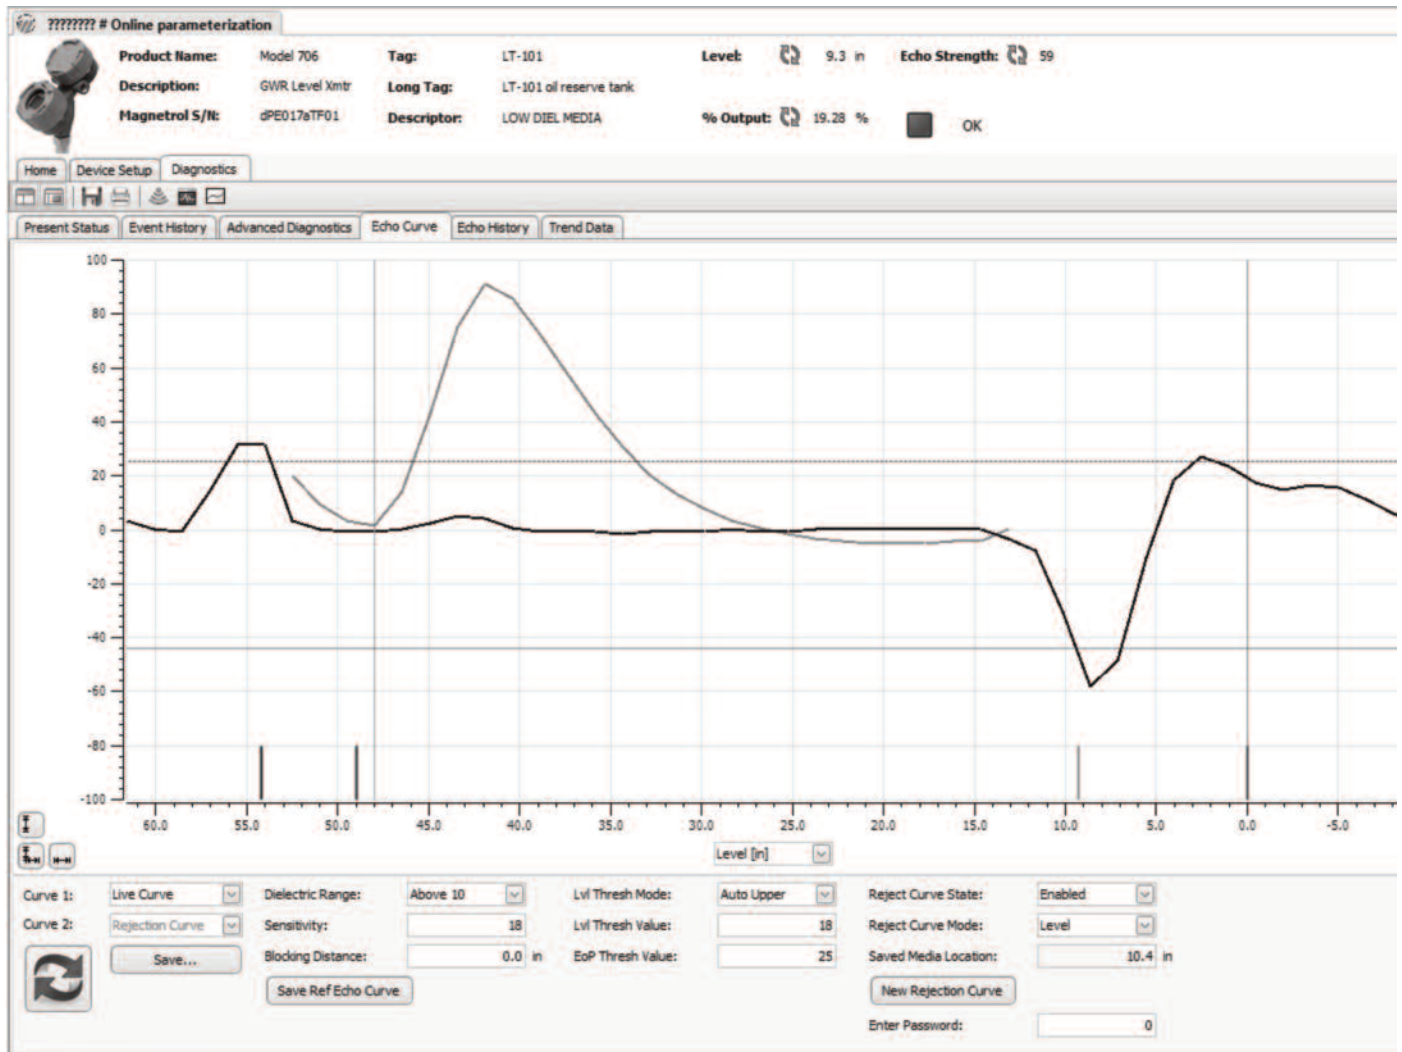 ???????? # Online parameterization
Product Name: Model 706 Tag: LT-101 Level: 9.3 in Echo Strength: 59
Description: GWR Level Xmtr Long Tag: LT-101 oil reserve tank
Magnetrol S/N: dPE017aTF01 Descriptor: LOW DIEL MEDIA % Output: 19.28 % OK
Home Device Setup Diagnostics
Present Status Event History Advanced Diagnostics Echo Curve Echo History Trend Data
100
80
60
40
20
0
-20
-40
-60
-80
-100
60.0 55.0 50.0 45.0 40.0 35.0 30.0 25.0 20.0 15.0 10.0 5.0 0.0 -5.0
Level [in]
Curve 1: Live Curve Dielectric Range: Above 10 Lvl Thresh Mode: Auto Upper Reject Curve State: Enabled
Curve 2: Rejection Curve Sensitivity: 18 Lvl Thresh Value: 18 Reject Curve Mode: Level
Save... Blocking Distance: 0.0 in EoP Thresh Value: 25 Saved Media Location: 10.4 in
Save Ref Echo Curve New Rejection Curve
Enter Password: 0